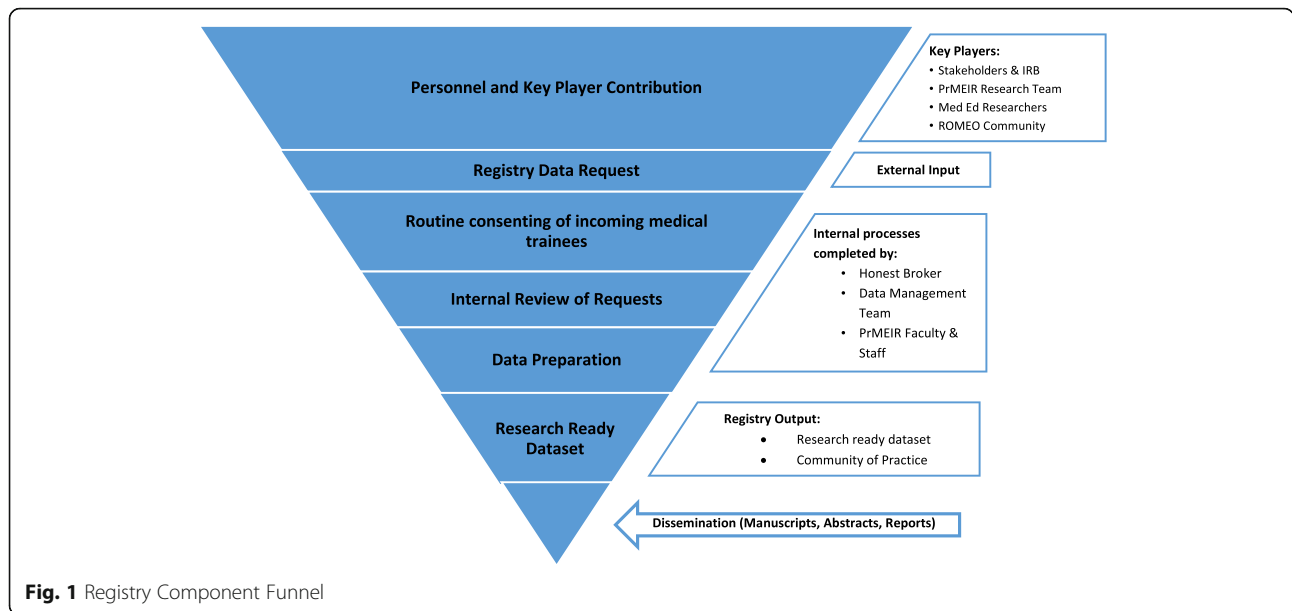 Personnel and Key Player Contribution
Key Players:
• Stakeholders & IRB
• PrMEIR Research Team
• Med Ed Researchers
• ROMEO Community
Registry Data Request
External Input
Routine consenting of incoming medical
trainees
Internal Review of Requests
Data Preparation
Internal processes
completed by:
• Honest Broker
• Data Management
Team
• PrMEIR Faculty &
Staff
Research Ready
Dataset
Registry Output:
• Research ready dataset
• Community of Practice
Dissemination (Manuscripts, Abstracts, Reports)
Fig. 1 Registry Component Funnel